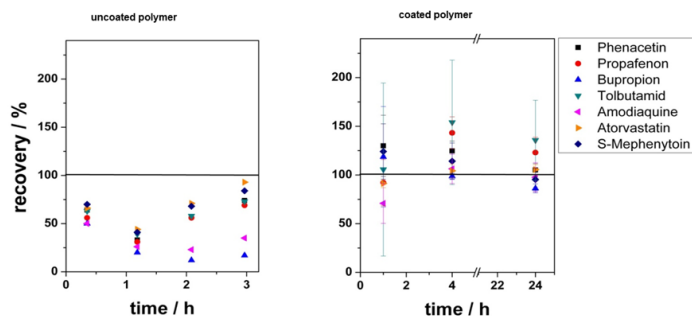 uncoated polymer
recovery / %
200
150
100
50
0
0
1
2
3
time / h
coated polymer
200
150
100
50
0
0
2
4
22
24
time / h
Phenacetin
Propafenon
Bupropion
Tolbutamid
Amodiaquine
Atorvastatin
S-Mephenytoin